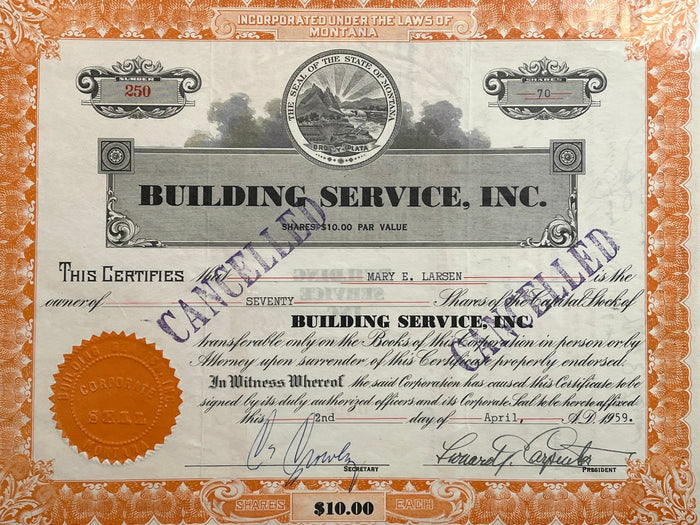 INCORPORATED UNDER THE LAWS OF
MONTANA
NUMBER
250
THE SEAL OF THE STATE OF MONTANA
ORO Y PLATA
SHARES
70
BUILDING SERVICE, INC.
SHARES $10.00 PAR VALUE
CANCELLED
CANCELLED
THIS CERTIFIES that MARY E. LARSEN is the
owner of SEVENTY Shares of the Capital Stock of
BUILDING SERVICE, INC.
transferable only on the Books of this Corporation in person or by
Attorney upon surrender of this Certificate properly endorsed.
In Witness Whereof the said Corporation has caused this Certificate to be
signed by its duly authorized officers and its Corporate Seal to be hereto affixed
this 2nd day of April, A.D. 1959.
CORPORATE
SEAL
SECRETARY
PRESIDENT
SHARES $10.00 EACH